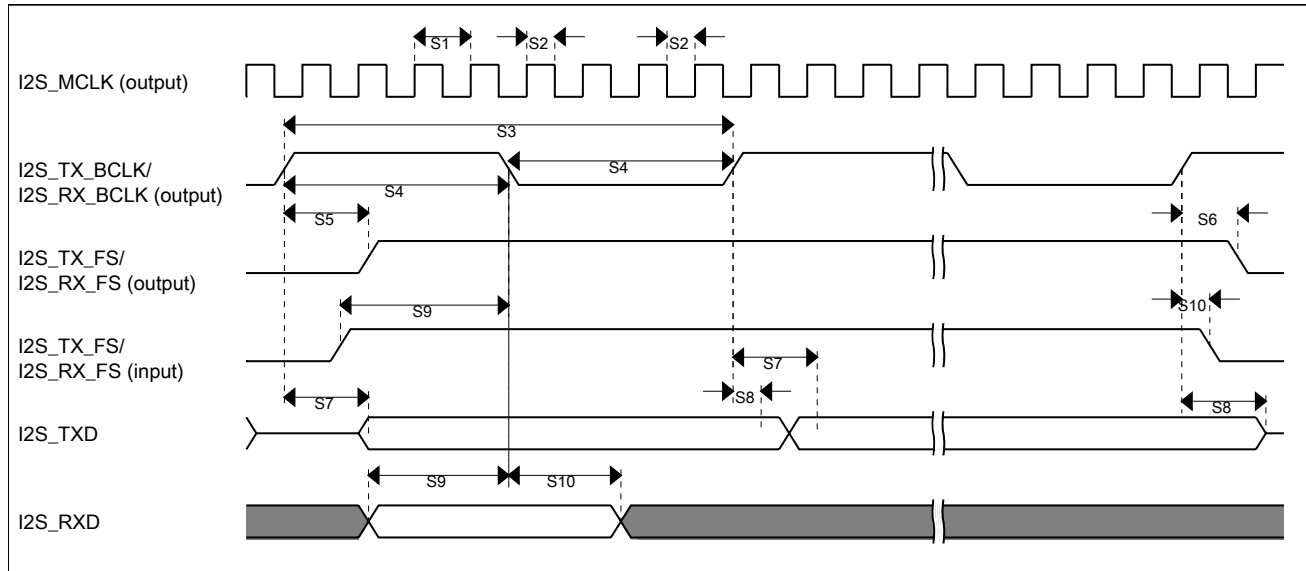 S1
S2
S2
I2S_MCLK (output)
S3
I2S_TX_BCLK/
I2S_RX_BCLK (output)
S4
S4
S5
S6
I2S_TX_FS/
I2S_RX_FS (output)
S9
S10
I2S_TX_FS/
I2S_RX_FS (input)
S7
S7
S8
S8
I2S_TXD
S9
S10
I2S_RXD